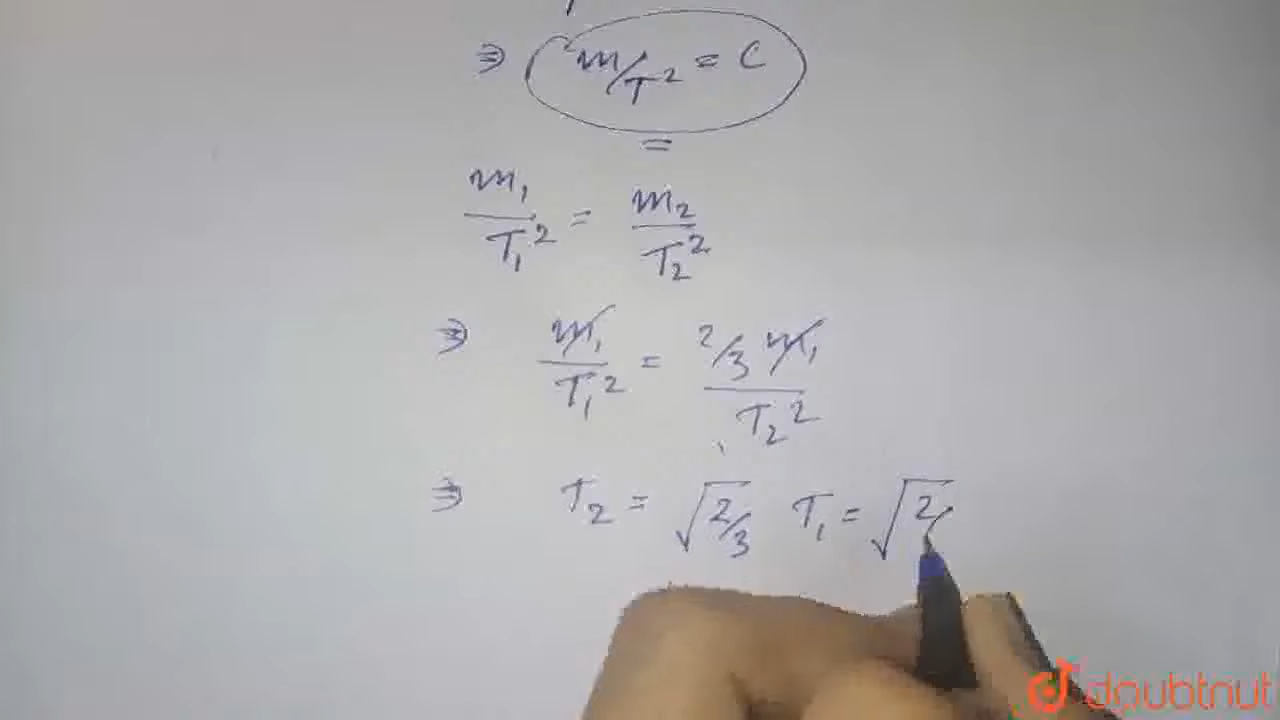 ⇒ m/T² = C
=
m₁/T₁² = m₂/T₂²
⇒ m₁/T₁² = 2/3 m₁/T₂²
⇒ T₂ = √2/3 T₁ = √2/
doubtnut